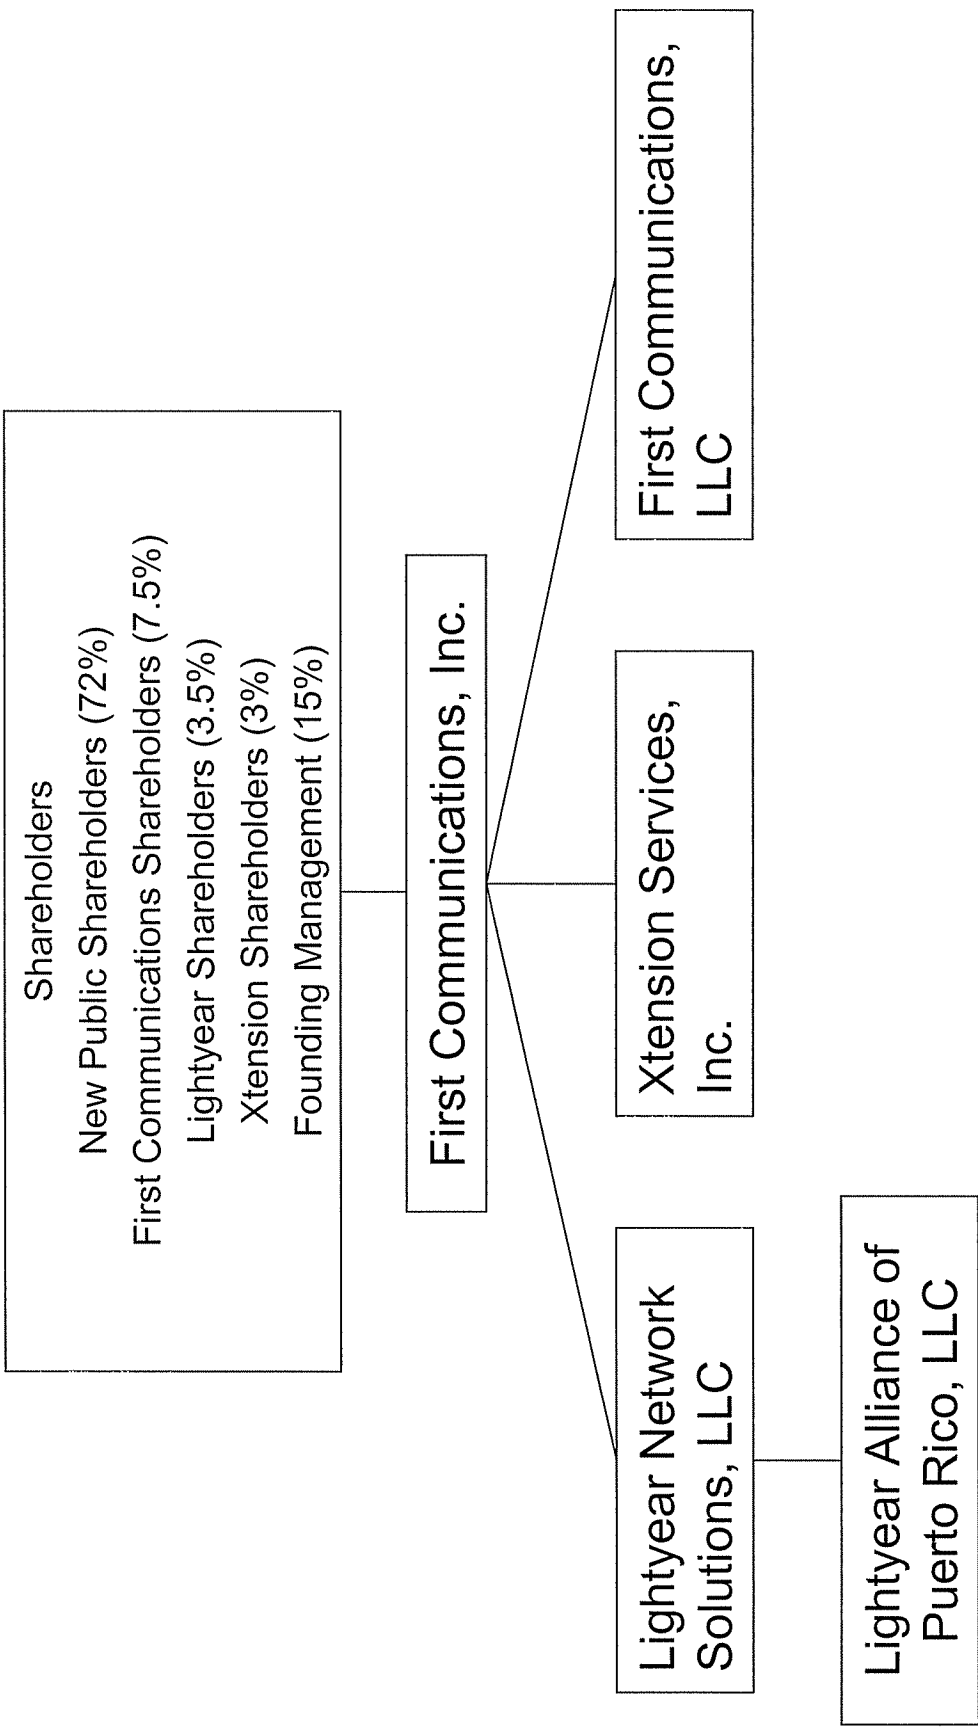 Shareholders
New Public Shareholders (72%)
First Communications Shareholders (7.5%)
Lightyear Shareholders (3.5%)
Xtension Shareholders (3%)
Founding Management (15%)
First Communications, Inc.
Lightyear Network
Solutions, LLC
Xtension Services,
Inc.
First Communications,
LLC
Lightyear Alliance of
Puerto Rico, LLC